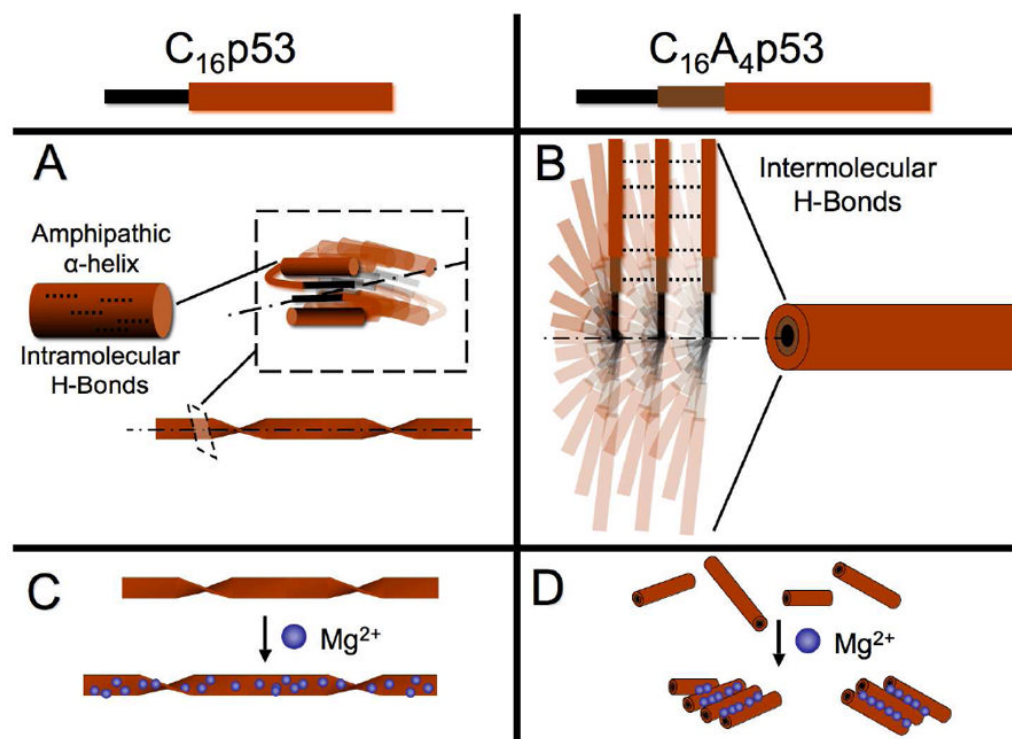 C₁₆p53
C₁₆A₄p53
A
Amphipathic
α-helix
Intramolecular
H-Bonds
B
Intermolecular
H-Bonds
C
Mg²⁺
D
Mg²⁺